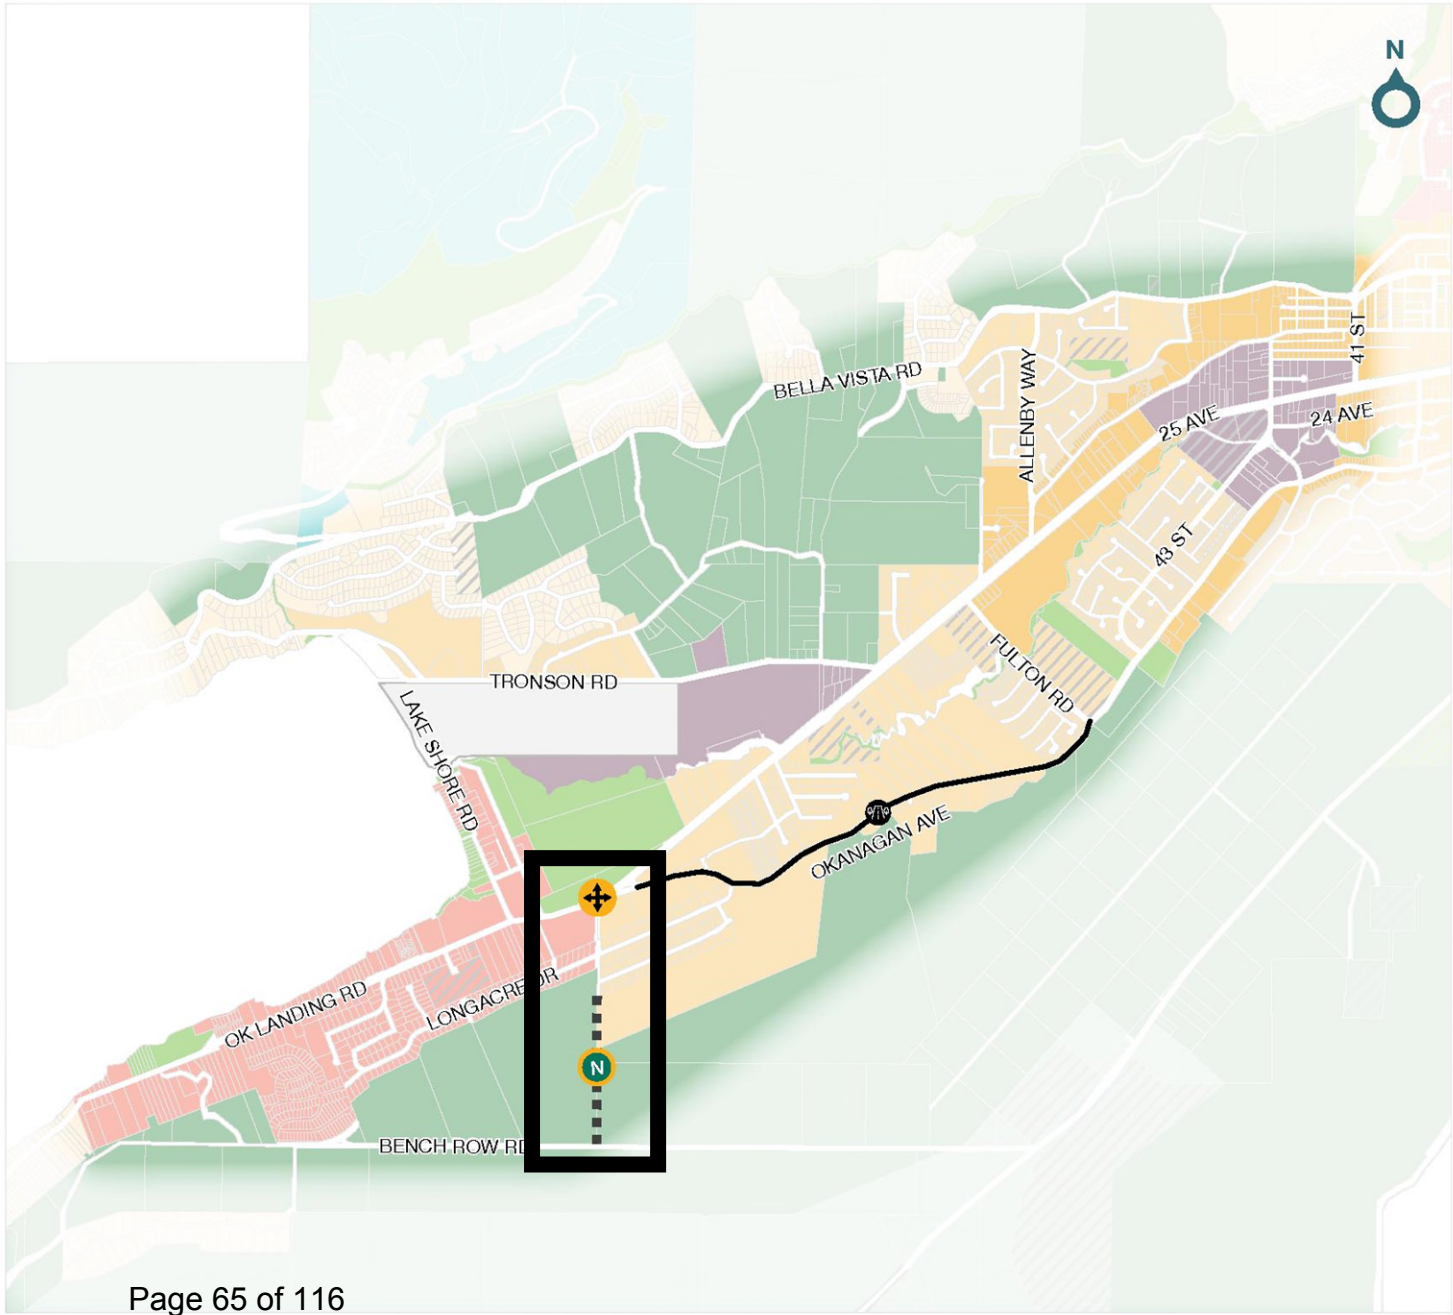 N
41 ST
BELLA VISTA RD
ALLENBY WAY
25 AVE
24 AVE
43 ST
FULTON RD
TRONSON RD
LAKE SHORE RD
OKANAGAN AVE
LONGACRE DR
OK LANDING RD
N
BENCH ROW RD
Page 65 of 116